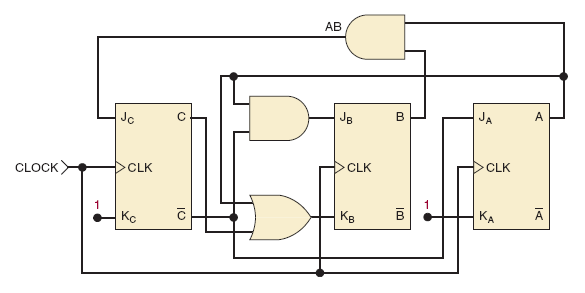 AB
J_C C
J_B B
J_A A
CLOCK
CLK
CLK
CLK
1
K_C C̅
K_B B̅
1
K_A A̅